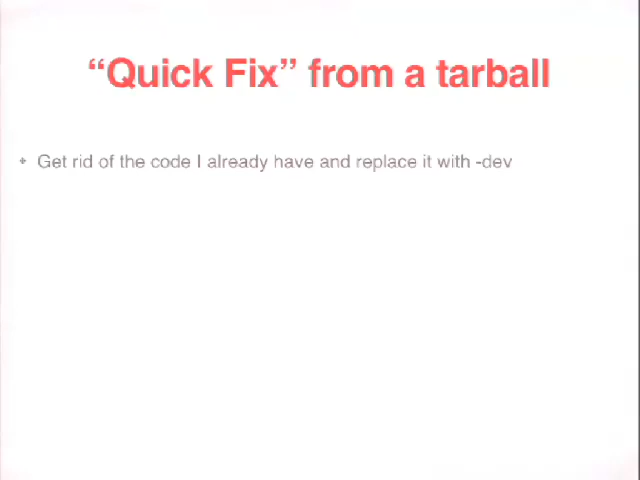 “Quick Fix” from a tarball
Get rid of the code I already have and replace it with -dev